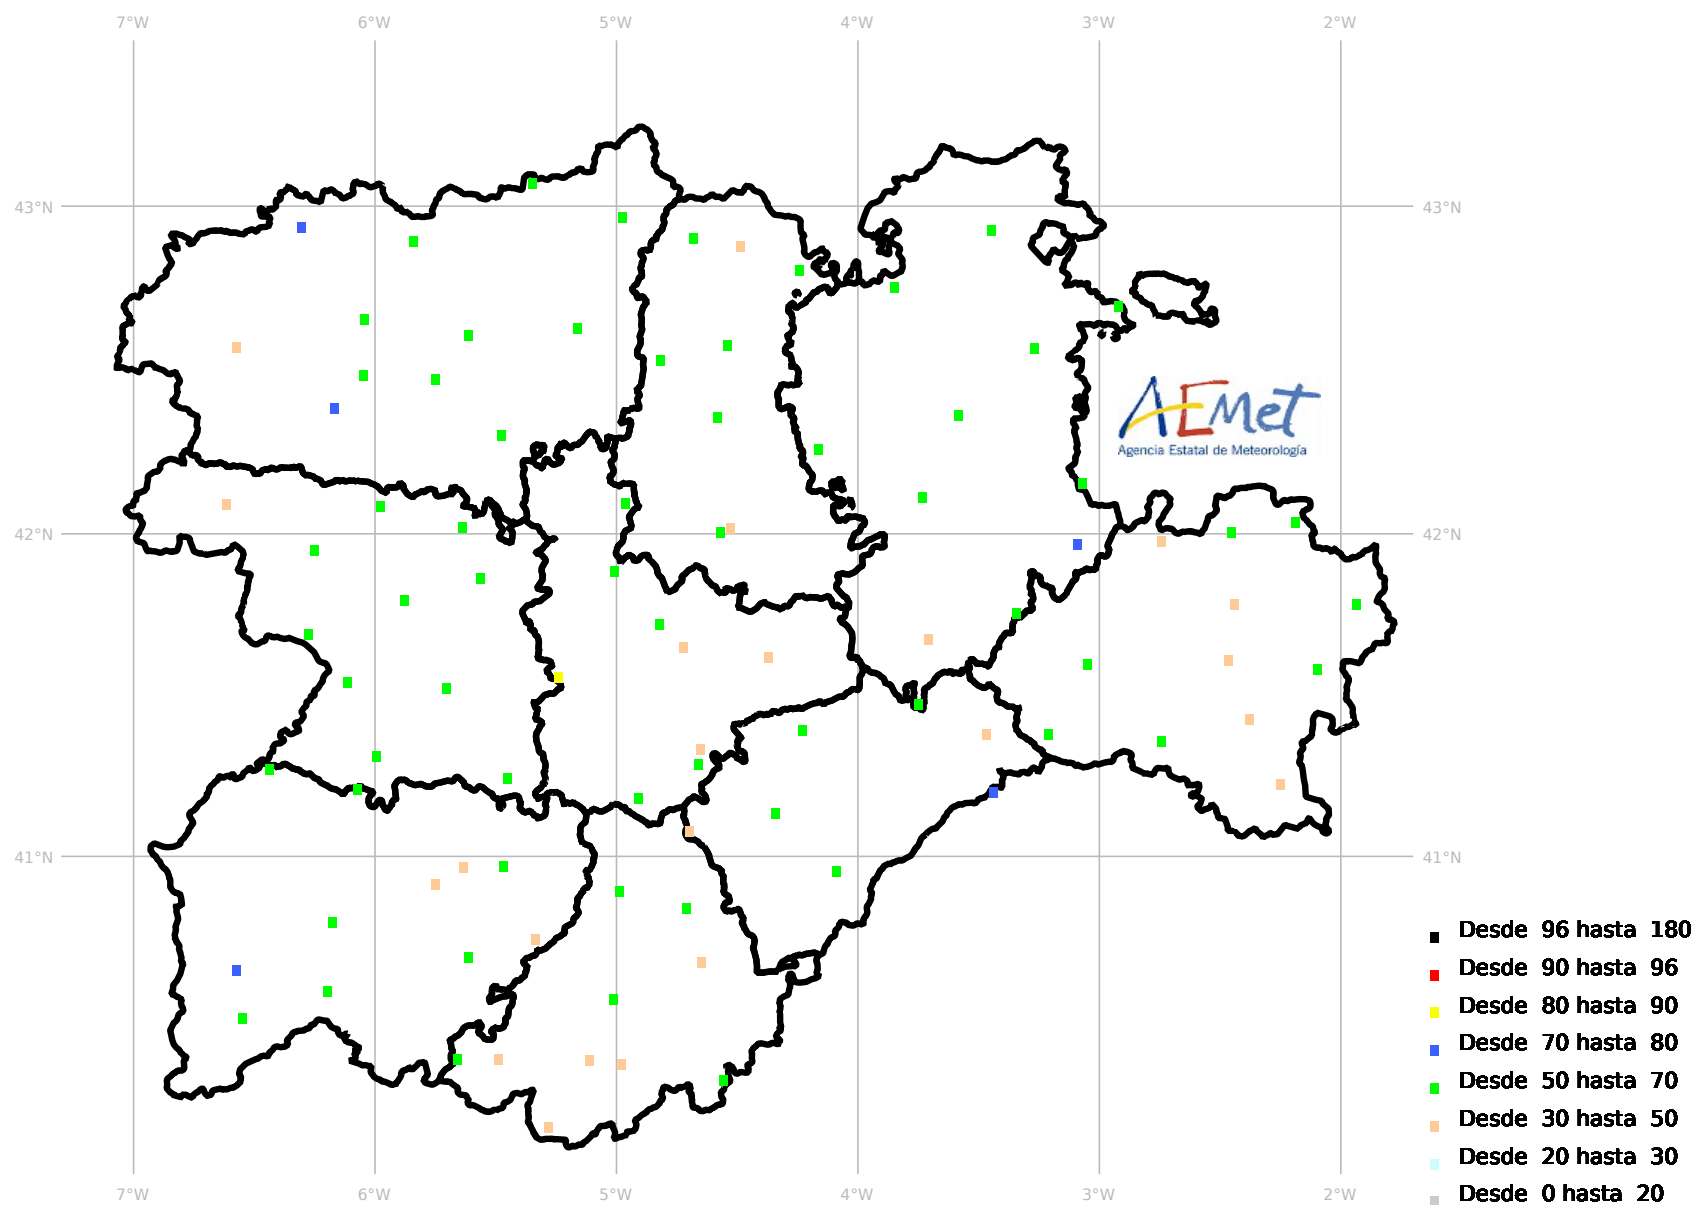 7°W 6°W 5°W 4°W 3°W 2°W
43°N 43°N
AEMet
Agencia Estatal de Meteorología
42°N 42°N
41°N 41°N
Desde 96 hasta 180
Desde 90 hasta 96
Desde 80 hasta 90
Desde 70 hasta 80
Desde 50 hasta 70
Desde 30 hasta 50
Desde 20 hasta 30
Desde 0 hasta 20
7°W 6°W 5°W 4°W 3°W 2°W